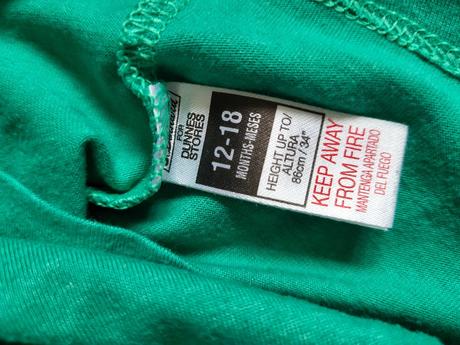 FOR
DUNNES
STORES
12-18
MONTHS-MESES
HEIGHT UP TO/
ALTURA
86cm/34"
KEEP AWAY
FROM FIRE
MANTENGA APARTADO
DEL FUEGO